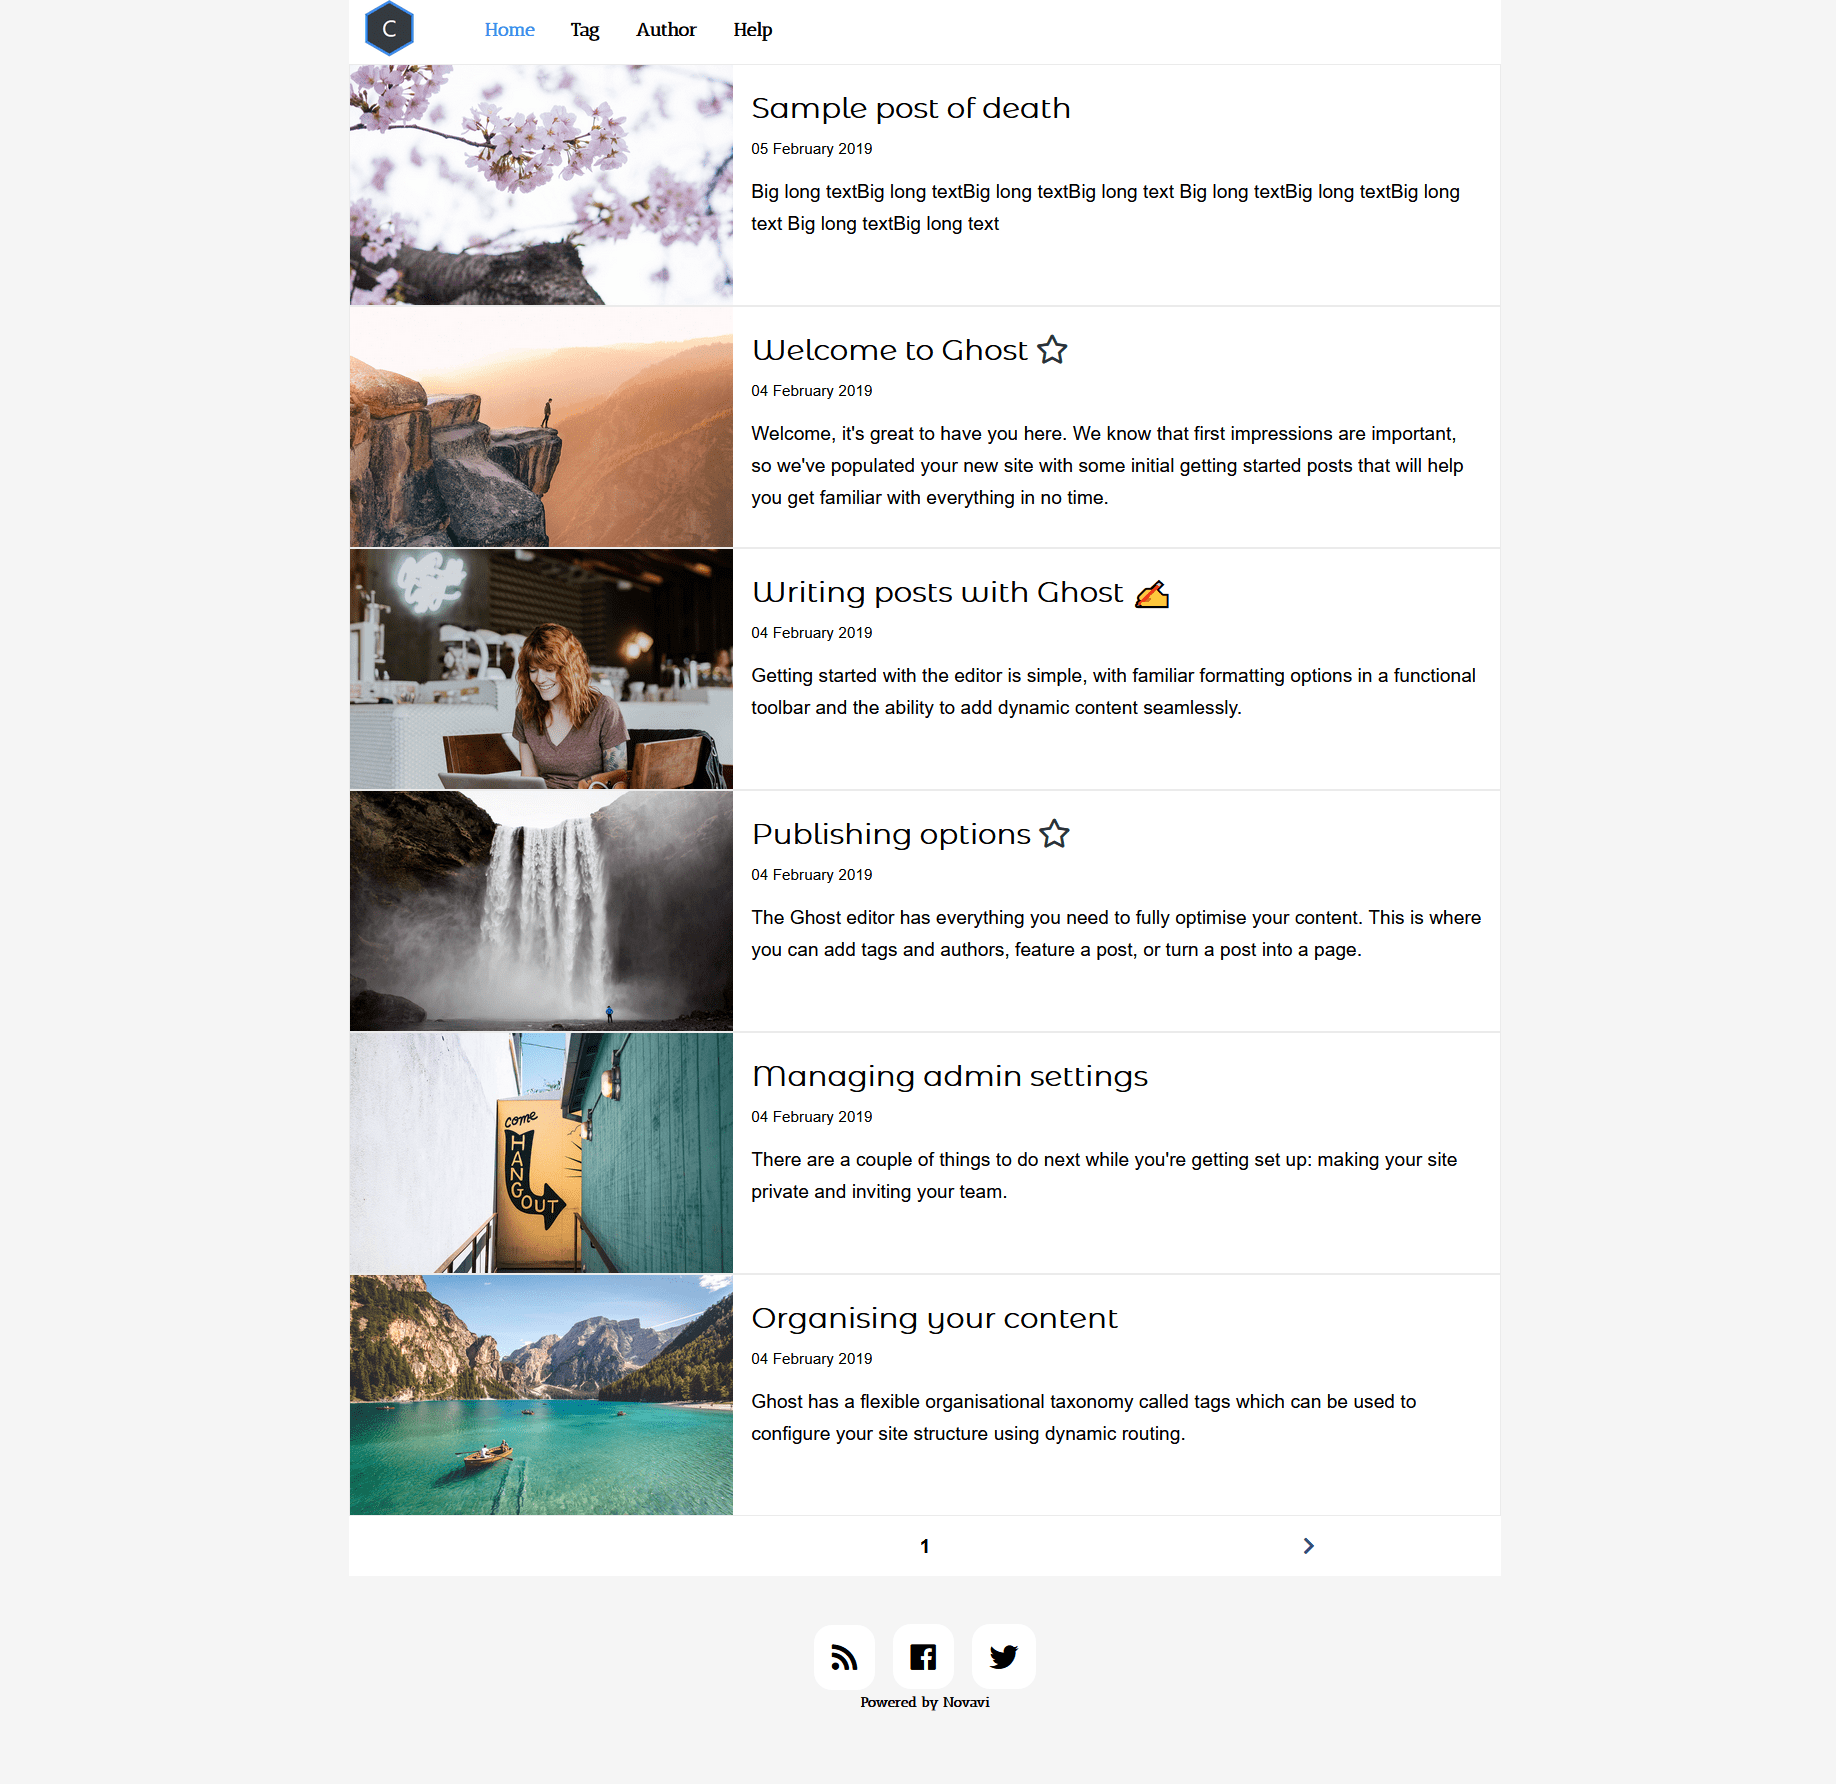 C
Home Tag Author Help
Sample post of death
05 February 2019
Big long textBig long textBig long textBig long text Big long textBig long textBig long
text Big long textBig long text
Welcome to Ghost
04 February 2019
Welcome, it's great to have you here. We know that first impressions are important,
so we've populated your new site with some initial getting started posts that will help
you get familiar with everything in no time.
Writing posts with Ghost ✍
04 February 2019
Getting started with the editor is simple, with familiar formatting options in a functional
toolbar and the ability to add dynamic content seamlessly.
Publishing options
04 February 2019
The Ghost editor has everything you need to fully optimise your content. This is where
you can add tags and authors, feature a post, or turn a post into a page.
COME
HANGOUT
Managing admin settings
04 February 2019
There are a couple of things to do next while you're getting set up: making your site
private and inviting your team.
Organising your content
04 February 2019
Ghost has a flexible organisational taxonomy called tags which can be used to
configure your site structure using dynamic routing.
1
Powered by Novavi